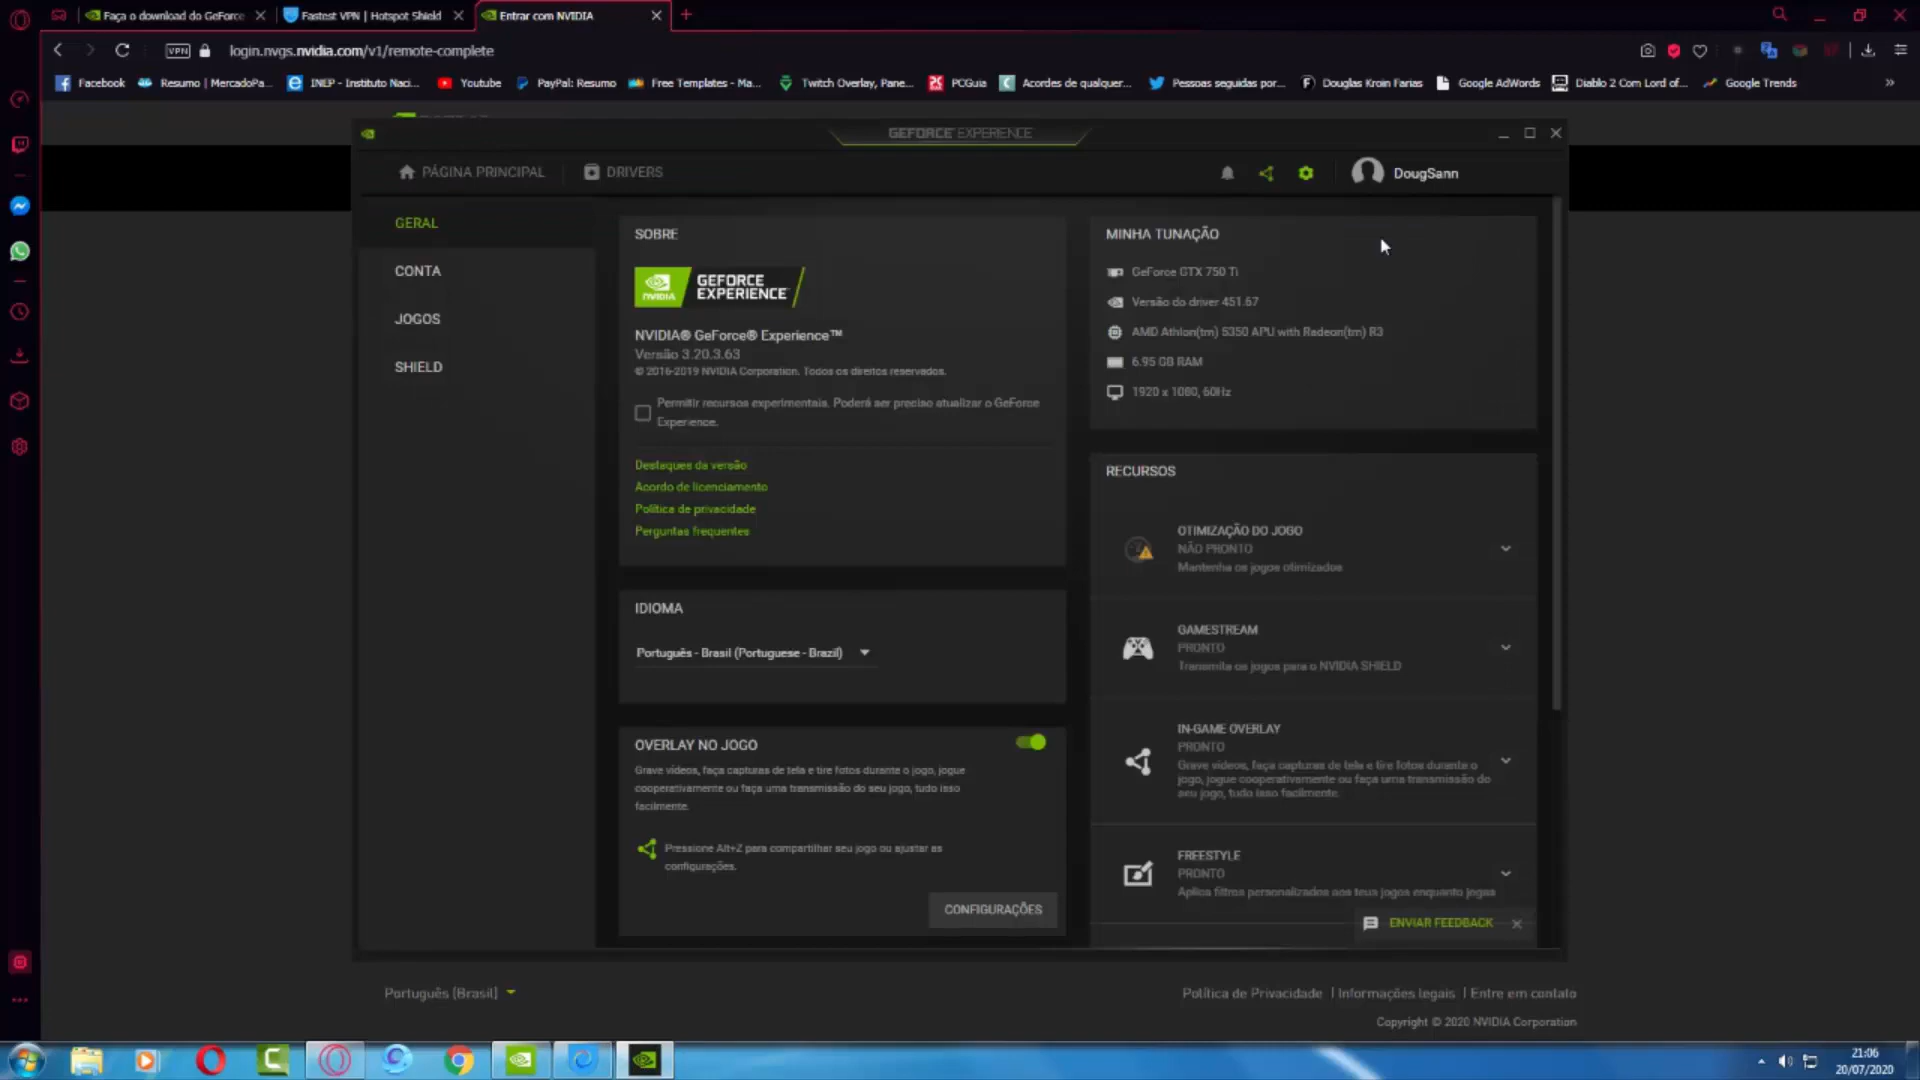 Faça o download do GeForce
Fastest VPN | Hotspot Shield
Entrar com NVIDIA
VPN
login.nvgs.nvidia.com/v1/remote-complete
Facebook
Resumo | MercadoPa...
INEP - Instituto Naci...
Youtube
PayPal: Resumo
Free Templates - Ma...
Twitch Overlay, Pane...
PCGuia
Acordes de qualquer...
Pessoas seguidas por...
Douglas Kroin Farias
Google AdWords
Diablo 2 Com Lord of...
Google Trends
GEFORCE EXPERIENCE
PÁGINA PRINCIPAL
DRIVERS
DougSann
GERAL
CONTA
JOGOS
SHIELD
SOBRE
NVIDIA
GEFORCE
EXPERIENCE
NVIDIA® GeForce® Experience™
Versão 3.20.3.63
© 2016-2019 NVIDIA Corporation. Todos os direitos reservados.
Permitir recursos experimentais. Poderá ser preciso atualizar o GeForce
Experience.
Destaques da versão
Acordo de licenciamento
Política de privacidade
Perguntas frequentes
IDIOMA
Português - Brasil (Portuguese - Brazil)
OVERLAY NO JOGO
Grave vídeos, faça capturas de tela e tire fotos durante o jogo, jogue
cooperativamente ou faça uma transmissão do seu jogo, tudo isso
facilmente.
Pressione Alt+Z para compartilhar seu jogo ou ajustar as
configurações.
CONFIGURAÇÕES
MINHA TUNAÇÃO
GeForce GTX 750 Ti
Versão do driver 451.67
AMD Athlon(tm) 5350 APU with Radeon(tm) R3
6.95 GB RAM
1920 x 1080, 60Hz
RECURSOS
OTIMIZAÇÃO DO JOGO
NÃO PRONTO
Mantenha os jogos otimizados
GAMESTREAM
PRONTO
Transmita os jogos para o NVIDIA SHIELD
IN-GAME OVERLAY
PRONTO
Grave vídeos, faça capturas de tela e tire fotos durante o
jogo, jogue cooperativamente ou faça uma transmissão do
seu jogo, tudo isso facilmente.
FREESTYLE
PRONTO
Aplica filtros personalizados aos teus jogos enquanto jogas
ENVIAR FEEDBACK
Português [Brasil]
Política de Privacidade | Informações legais | Entre em contato
Copyright © 2020 NVIDIA Corporation
21:06
20/07/2020